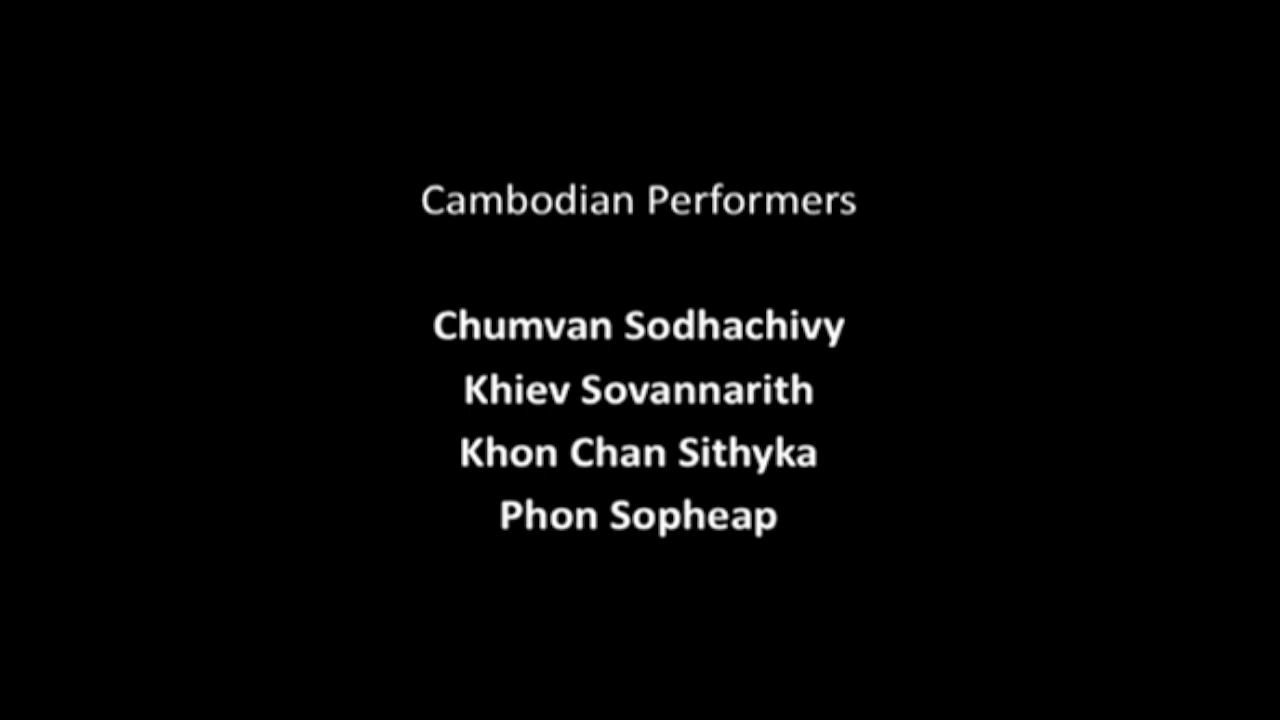 Cambodian Performers
Chumvan Sodhachivy
Khiev Sovannarith
Khon Chan Sithyka
Phon Sopheap